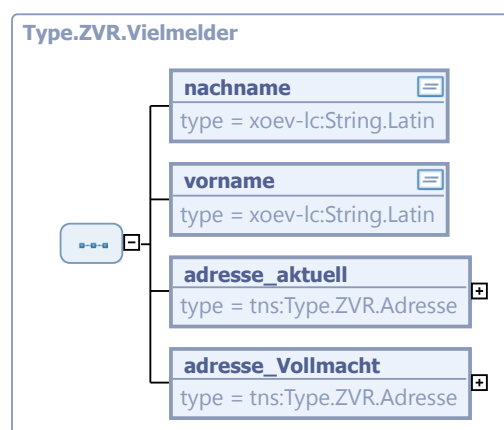 Type.ZVR.Vielmelder
nachname
type = xoev-lc:String.Latin
vorname
type = xoev-lc:String.Latin
adresse_aktuell
type = tns:Type.ZVR.Adresse
adresse_Vollmacht
type = tns:Type.ZVR.Adresse